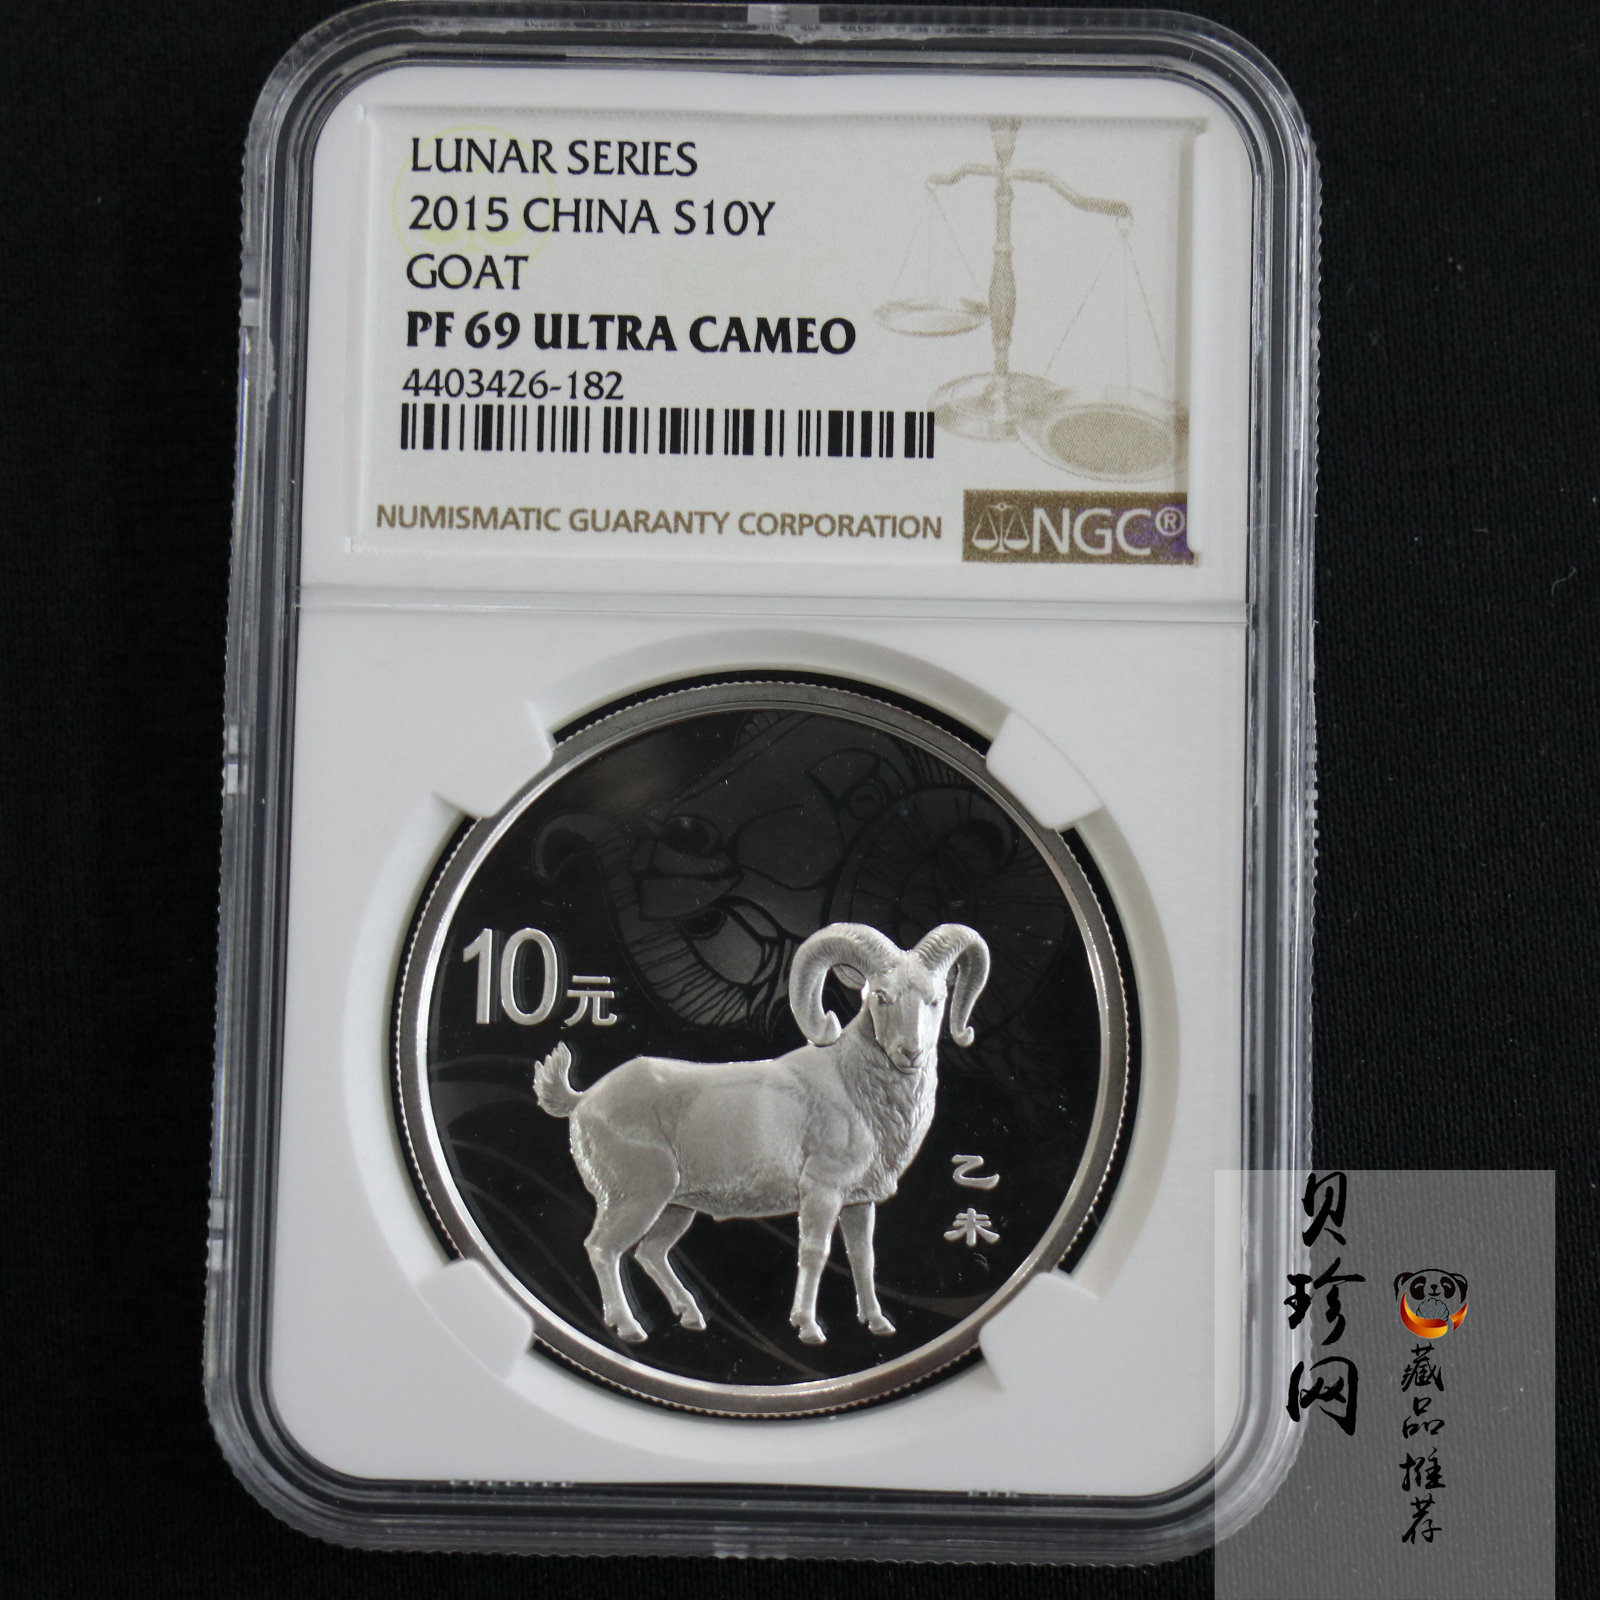 LUNAR SERIES
2015 CHINA S10Y
GOAT
PF 69 ULTRA CAMEO
4403426-182
NUMISMATIC GUARANTY CORPORATION
NGC®
10元
乙未
贝珍网
藏品推荐